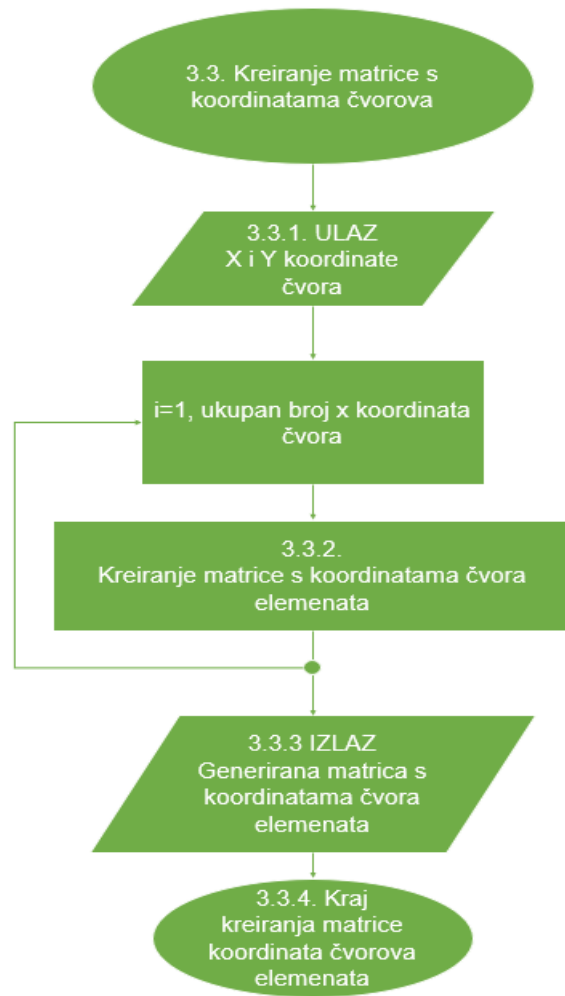 3.3. Kreiranje matrice s
koordinatama čvorova
3.3.1. ULAZ
X i Y koordinate
čvora
i=1, ukupan broj x koordinata
čvora
3.3.2.
Kreiranje matrice s koordinatama čvora
elemenata
3.3.3 IZLAZ
Generirana matrica s
koordinatama čvora
elemenata
3.3.4. Kraj
kreiranja matrice
koordinata čvorova
elemenata